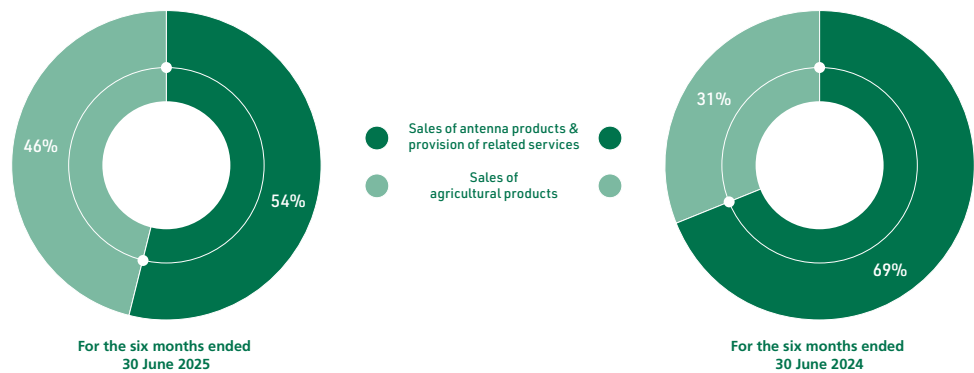 46%
54%
For the six months ended
30 June 2025
Sales of antenna products &
provision of related services
Sales of
agricultural products
31%
69%
For the six months ended
30 June 2024